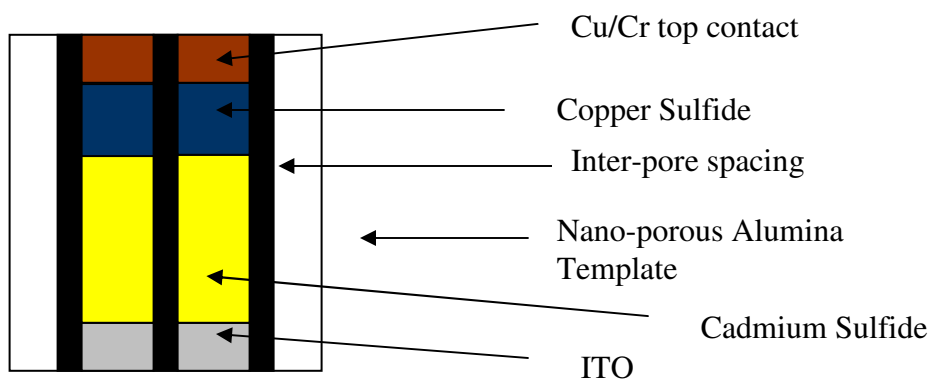 Cu/Cr top contact
Copper Sulfide
Inter-pore spacing
Nano-porous Alumina
Template
Cadmium Sulfide
ITO